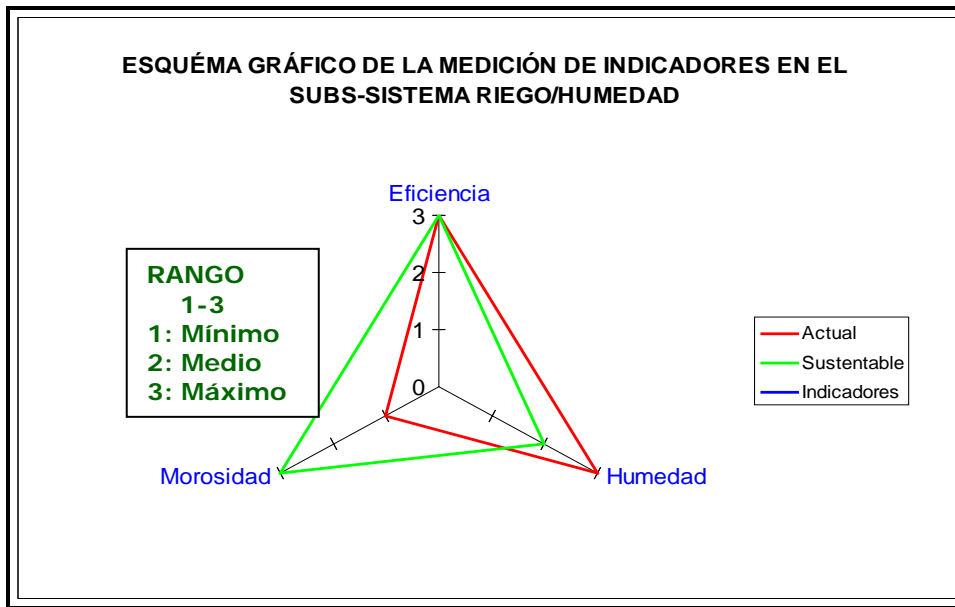 ESQUÉMA GRÁFICO DE LA MEDICIÓN DE INDICADORES EN EL
SUBS-SISTEMA RIEGO/HUMEDAD
Eficiencia
3
2
1
0
RANGO
1-3
1: Mínimo
2: Medio
3: Máximo
Morosidad
Humedad
Actual
Sustentable
Indicadores